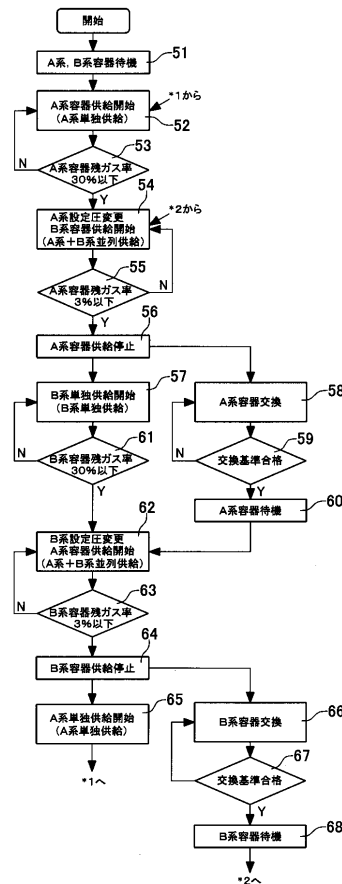 開始
A系,B系容器待機
51
A系容器供給開始
(A系単独供給)
*1から
52
N
A系容器残ガス率
30%以下
53
Y
54
A系設定圧変更
B系容器供給開始
(A系+B系並列供給)
*2から
A系容器残ガス率
3%以下
55
N
Y
56
A系容器供給停止
57
B系単独供給開始
(B系単独供給)
A系容器交換
58
N
B系容器残ガス率
30%以下
61
N
交換基準合格
59
Y
Y
62
A系容器待機
60
B系設定圧変更
A系容器供給開始
(A系+B系並列供給)
N
B系容器残ガス率
3%以下
63
Y
64
B系容器供給停止
65
A系単独供給開始
(A系単独供給)
B系容器交換
66
*1へ
67
交換基準合格
Y
B系容器待機
68
*2へ